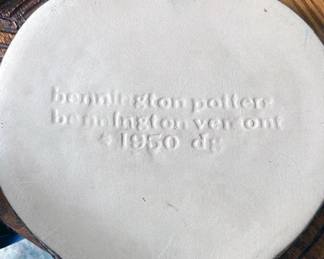 bennington potters
bennington vermont
1950 dg